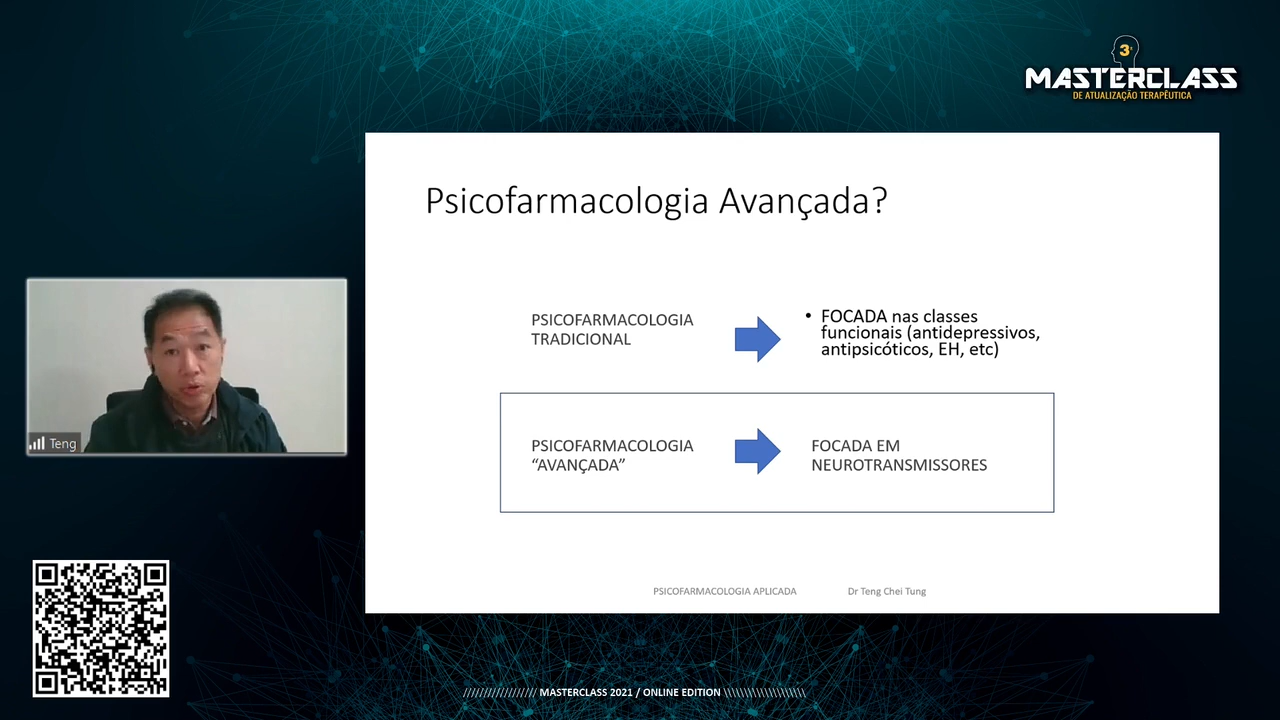 3ª
MASTERCLASS
DE ATUALIZAÇÃO TERAPÊUTICA
Psicofarmacologia Avançada?
PSICOFARMACOLOGIA
TRADICIONAL
• FOCADA nas classes
funcionais (antidepressivos,
antipsicóticos, EH, etc)
PSICOFARMACOLOGIA
“AVANÇADA”
FOCADA EM
NEUROTRANSMISSORES
Teng
PSICOFARMACOLOGIA APLICADA
Dr Teng Chei Tung
/////////////////// MASTERCLASS 2021 / ONLINE EDITION \\\\\\\\\\\\\\\\\\\\\